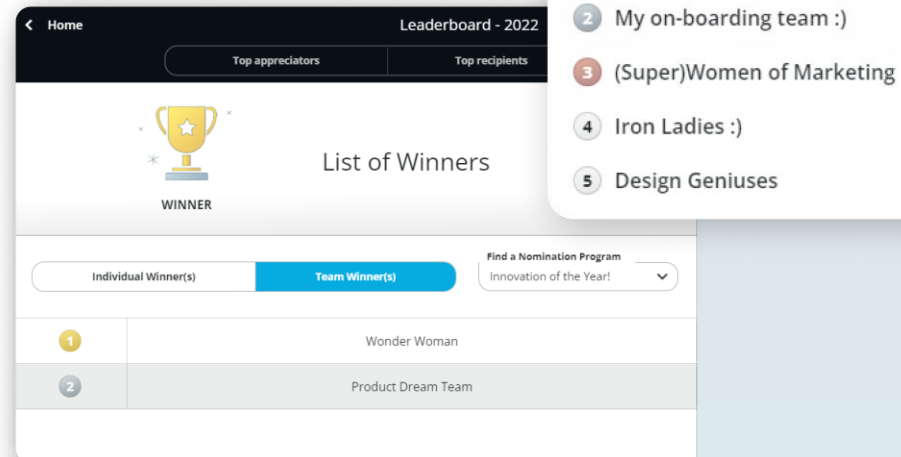 Home
Leaderboard - 2022
Top appreciators
Top recipients
WINNER
List of Winners
Individual Winner(s)
Team Winner(s)
Find a Nomination Program
Innovation of the Year!
1 Wonder Woman
2 Product Dream Team
2 My on-boarding team :)
3 (Super)Women of Marketing
4 Iron Ladies :)
5 Design Geniuses